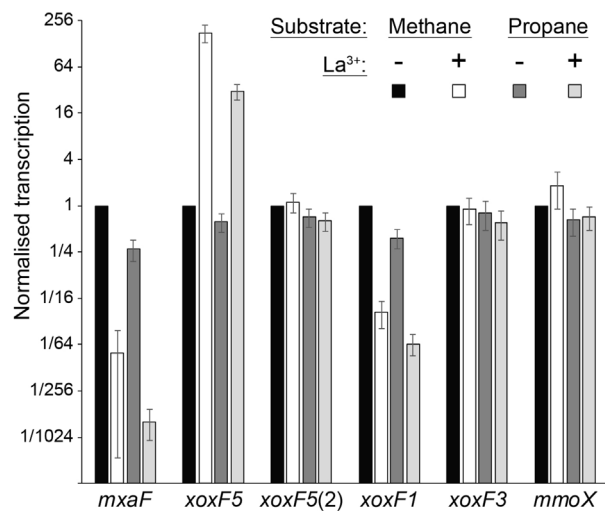 Substrate: Methane Propane
La³⁺: - + - +
Normalised transcription
256
64
16
4
1
1/4
1/16
1/64
1/256
1/1024
mxaF xoxF5 xoxF5(2) xoxF1 xoxF3 mmoX